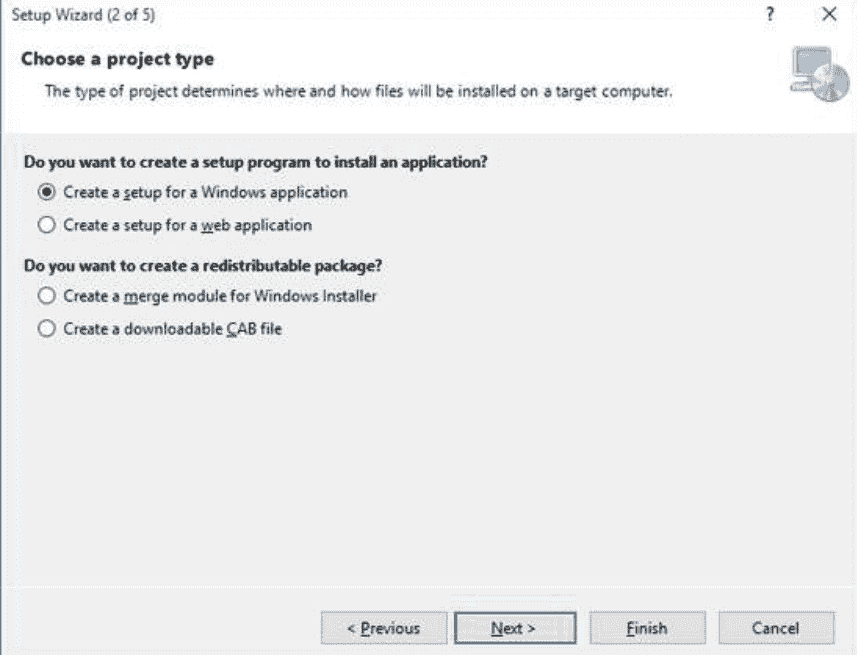 Setup Wizard (2 of 5)
?
Choose a project type
The type of project determines where and how files will be installed on a target computer.
Do you want to create a setup program to install an application?
Create a setup for a Windows application
Create a setup for a web application
Do you want to create a redistributable package?
Create a merge module for Windows Installer
Create a downloadable CAB file
< Previous
Next >
Finish
Cancel